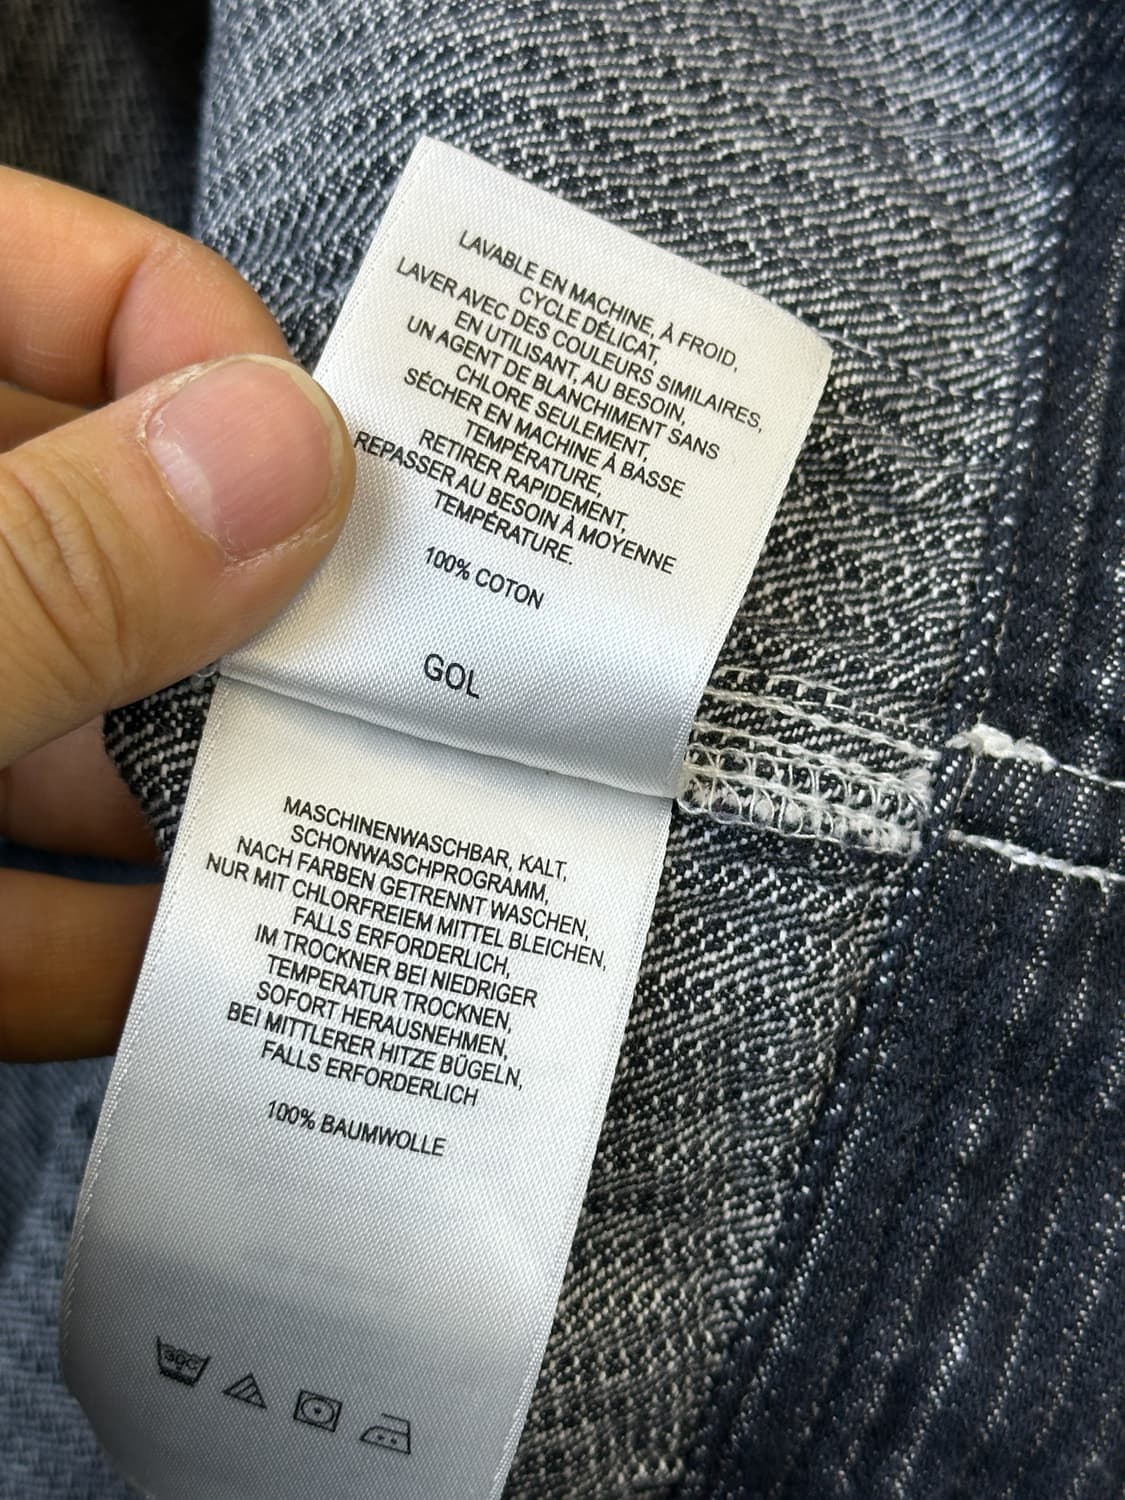 LAVABLE EN MACHINE, À FROID,
CYCLE DÉLICAT,
LAVER AVEC DES COULEURS SIMILAIRES,
EN UTILISANT, AU BESOIN,
UN AGENT DE BLANCHIMENT SANS
CHLORE SEULEMENT,
SÉCHER EN MACHINE À BASSE
TEMPÉRATURE,
RETIRER RAPIDEMENT,
REPASSER AU BESOIN À MOYENNE
TEMPÉRATURE.
100% COTON
GOL
MASCHINENWASCHBAR, KALT,
SCHONWASCHPROGRAMM,
NACH FARBEN GETRENNT WASCHEN,
NUR MIT CHLORFREIEM MITTEL BLEICHEN,
FALLS ERFORDERLICH,
IM TROCKNER BEI NIEDRIGER
TEMPERATUR TROCKNEN,
SOFORT HERAUSNEHMEN,
BEI MITTLERER HITZE BÜGELN,
FALLS ERFORDERLICH
100% BAUMWOLLE
30C